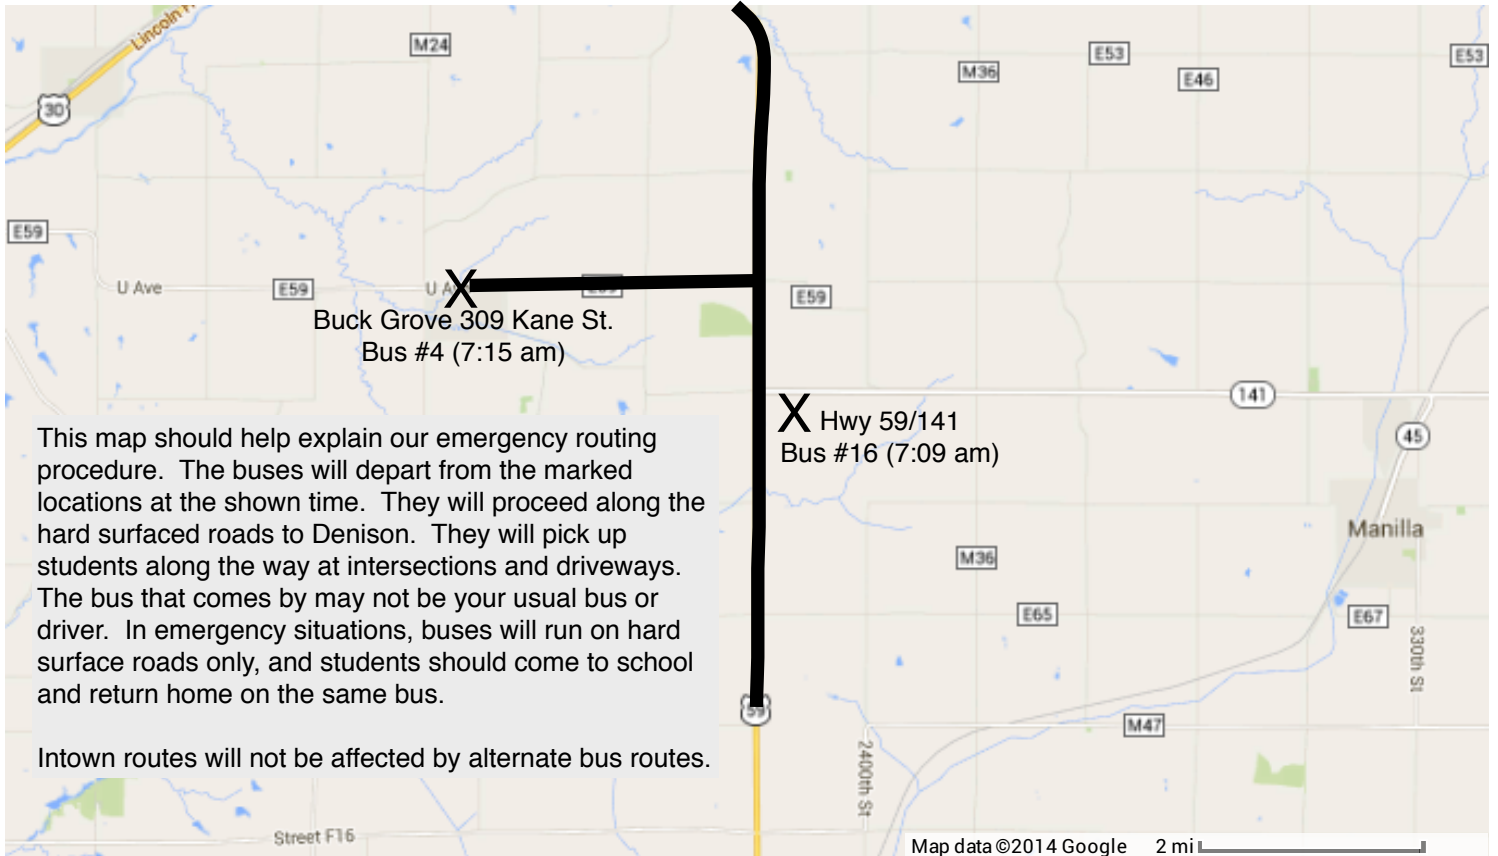 Lincoln H
M24
E53
E53
M36
E46
30
E59
U Ave
E59
U A
X
E59
Buck Grove 309 Kane St.
Bus #4 (7:15 am)
141
X Hwy 59/141
Bus #16 (7:09 am)
45
This map should help explain our emergency routing
procedure. The buses will depart from the marked
locations at the shown time. They will proceed along the
hard surfaced roads to Denison. They will pick up
students along the way at intersections and driveways.
The bus that comes by may not be your usual bus or
driver. In emergency situations, buses will run on hard
surface roads only, and students should come to school
and return home on the same bus.
Intown routes will not be affected by alternate bus routes.
Manilla
M36
E65
E67
330th St
59
M47
2400th St
Street F16
Map data ©2014 Google 2 mi